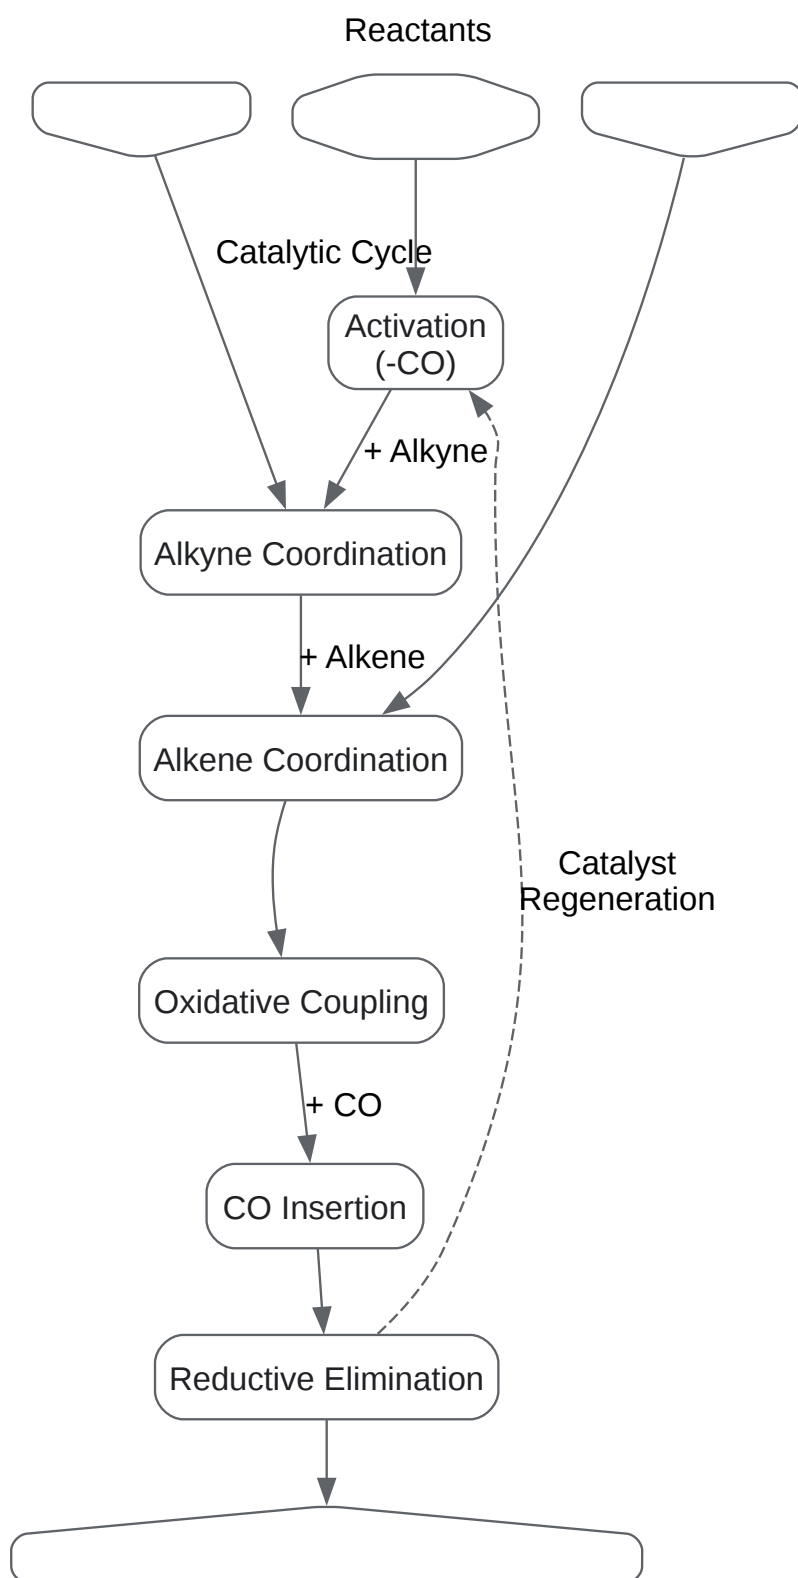 Reactants
Catalytic Cycle
Activation
(-CO)
+ Alkyne
Alkyne Coordination
+ Alkene
Alkene Coordination
Catalyst
Regeneration
Oxidative Coupling
+ CO
CO Insertion
Reductive Elimination